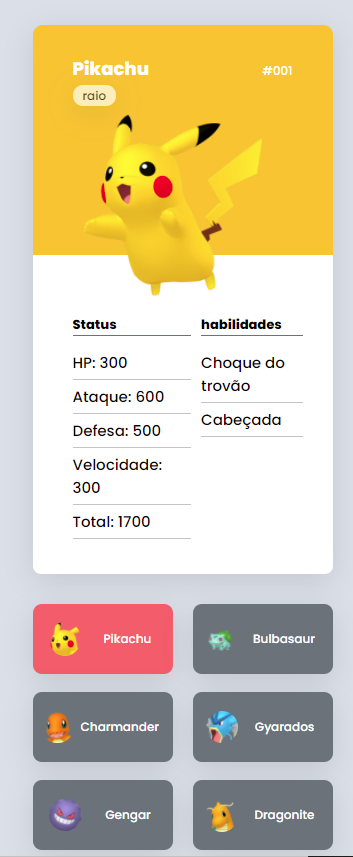 Pikachu
#001
raio
Status
habilidades
HP: 300
Choque do
trovão
Ataque: 600
Cabeçada
Defesa: 500
Velocidade:
300
Total: 1700
Pikachu
Bulbasaur
Charmander
Gyarados
Gengar
Dragonite